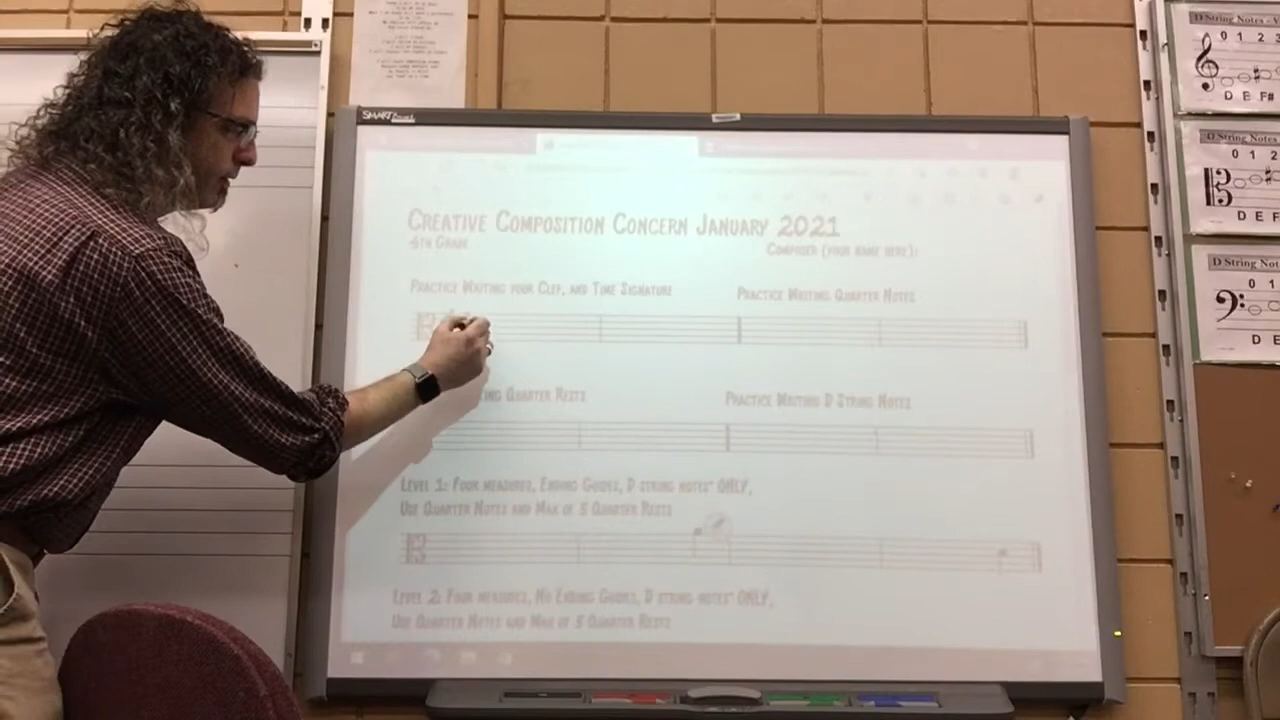 SMART Board
CREATIVE COMPOSITION CONCERN JANUARY 2021
4TH GRADE
COMPOSER (YOUR NAME HERE):
PRACTICE WRITING YOUR CLEF, AND TIME SIGNATURE
PRACTICE WRITING QUARTER NOTES
QUARTER RESTS
PRACTICE WRITING D STRING NOTES
LEVEL 1: FOUR MEASURES, ENDING GUIDES, D STRING NOTES* ONLY,
USE QUARTER NOTES AND MAX OF 5 QUARTER RESTS
LEVEL 2: FOUR MEASURES, NO ENDING GUIDES, D STRING NOTES* ONLY,
USE QUARTER NOTES AND MAX OF 5 QUARTER RESTS
D String Notes - V
0 1 2 3
D E F#
D String Notes
0 1 2
D E F
D String Not
0 1
D E